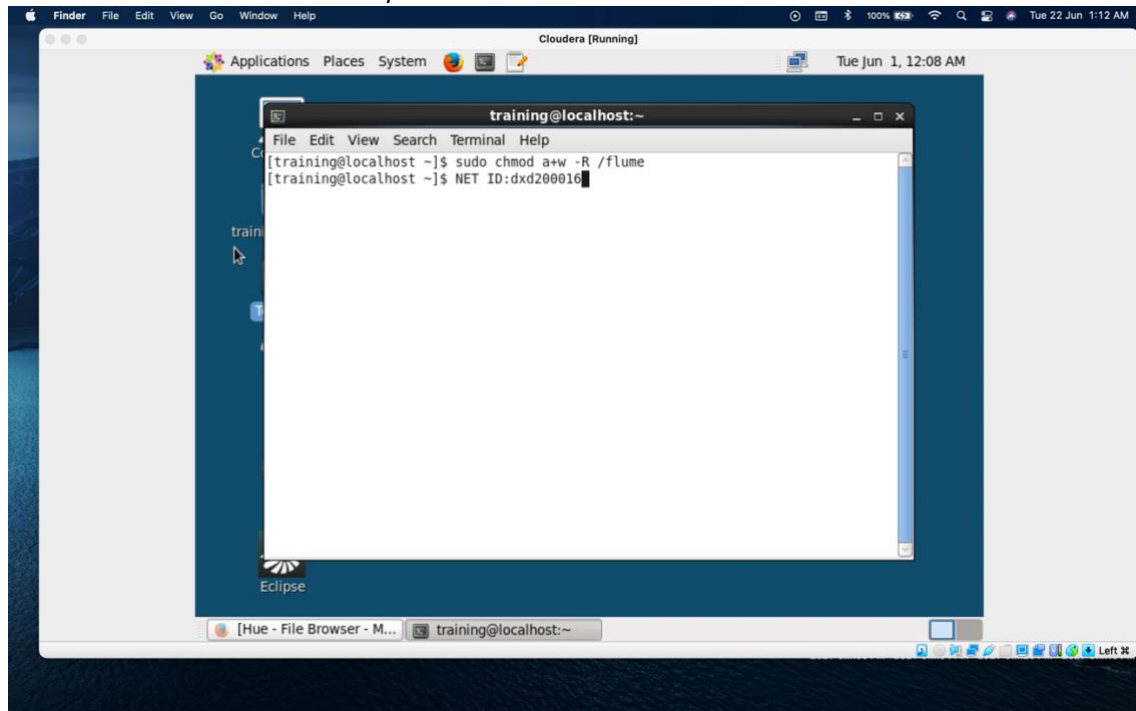 Finder File Edit View Go Window Help 100% Tue 22 Jun 1:12 AM
Cloudera [Running]
Applications Places System Tue Jun 1, 12:08 AM
training@localhost:~
File Edit View Search Terminal Help
[training@localhost ~]$ sudo chmod a+w -R /flume
[training@localhost ~]$ NET ID:dxd200016
traini
Eclipse
[Hue - File Browser - M... training@localhost:~
Left ⌘